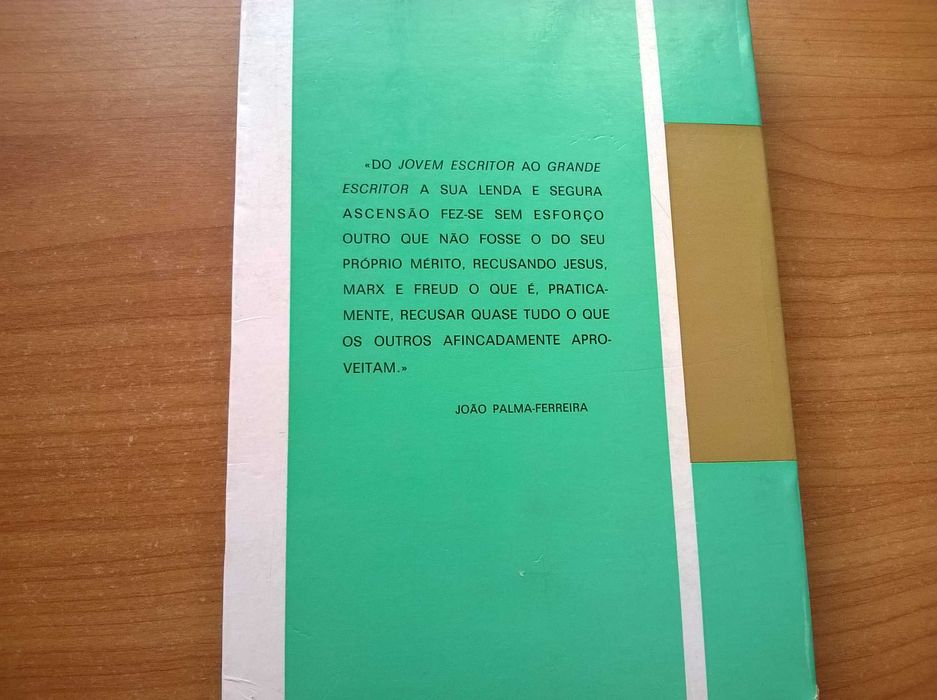 «DO JOVEM ESCRITOR AO GRANDE
ESCRITOR A SUA LENDA E SEGURA
ASCENSÃO FEZ-SE SEM ESFORÇO
OUTRO QUE NÃO FOSSE O DO SEU
PRÓPRIO MÉRITO, RECUSANDO JESUS,
MARX E FREUD O QUE É, PRATICA-
MENTE, RECUSAR QUASE TUDO O QUE
OS OUTROS AFINCADAMENTE APRO-
VEITAM.»
JOÃO PALMA-FERREIRA